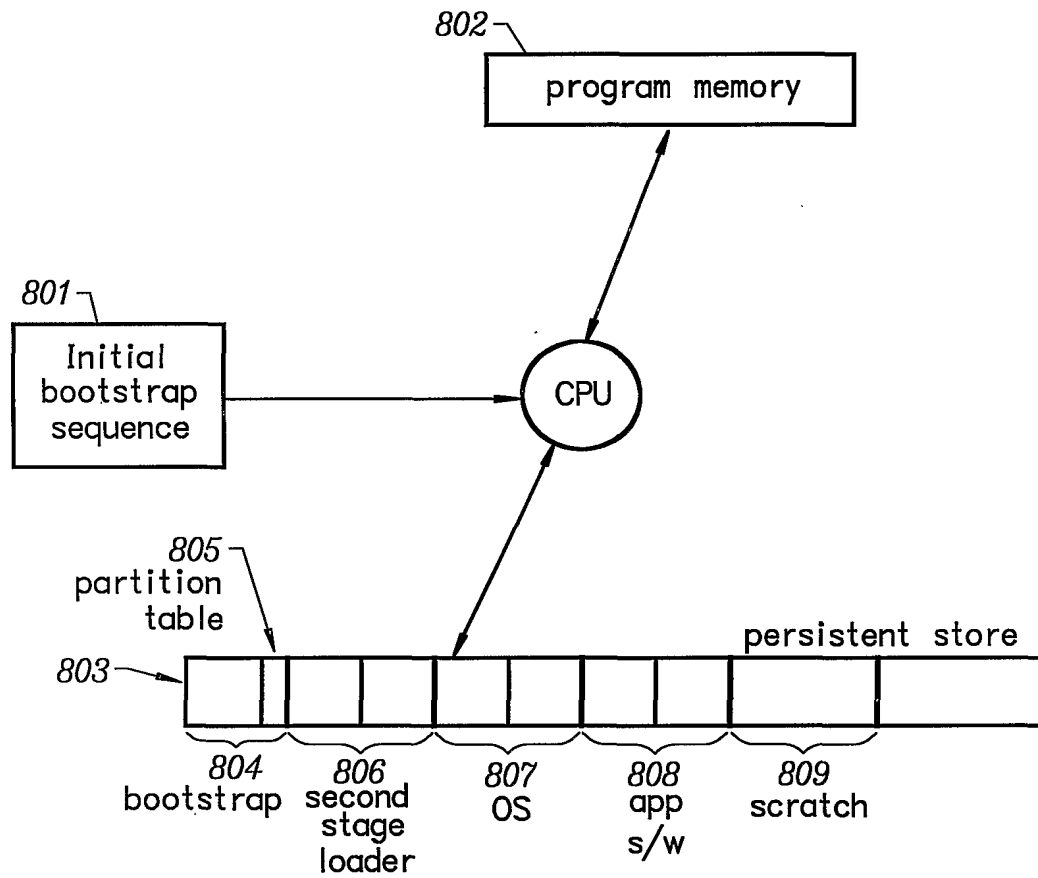 802
program memory
801
Initial
bootstrap
sequence
CPU
805
partition
table
persistent store
803
804
bootstrap
806
second
stage
loader
807
OS
808
app
s/w
809
scratch